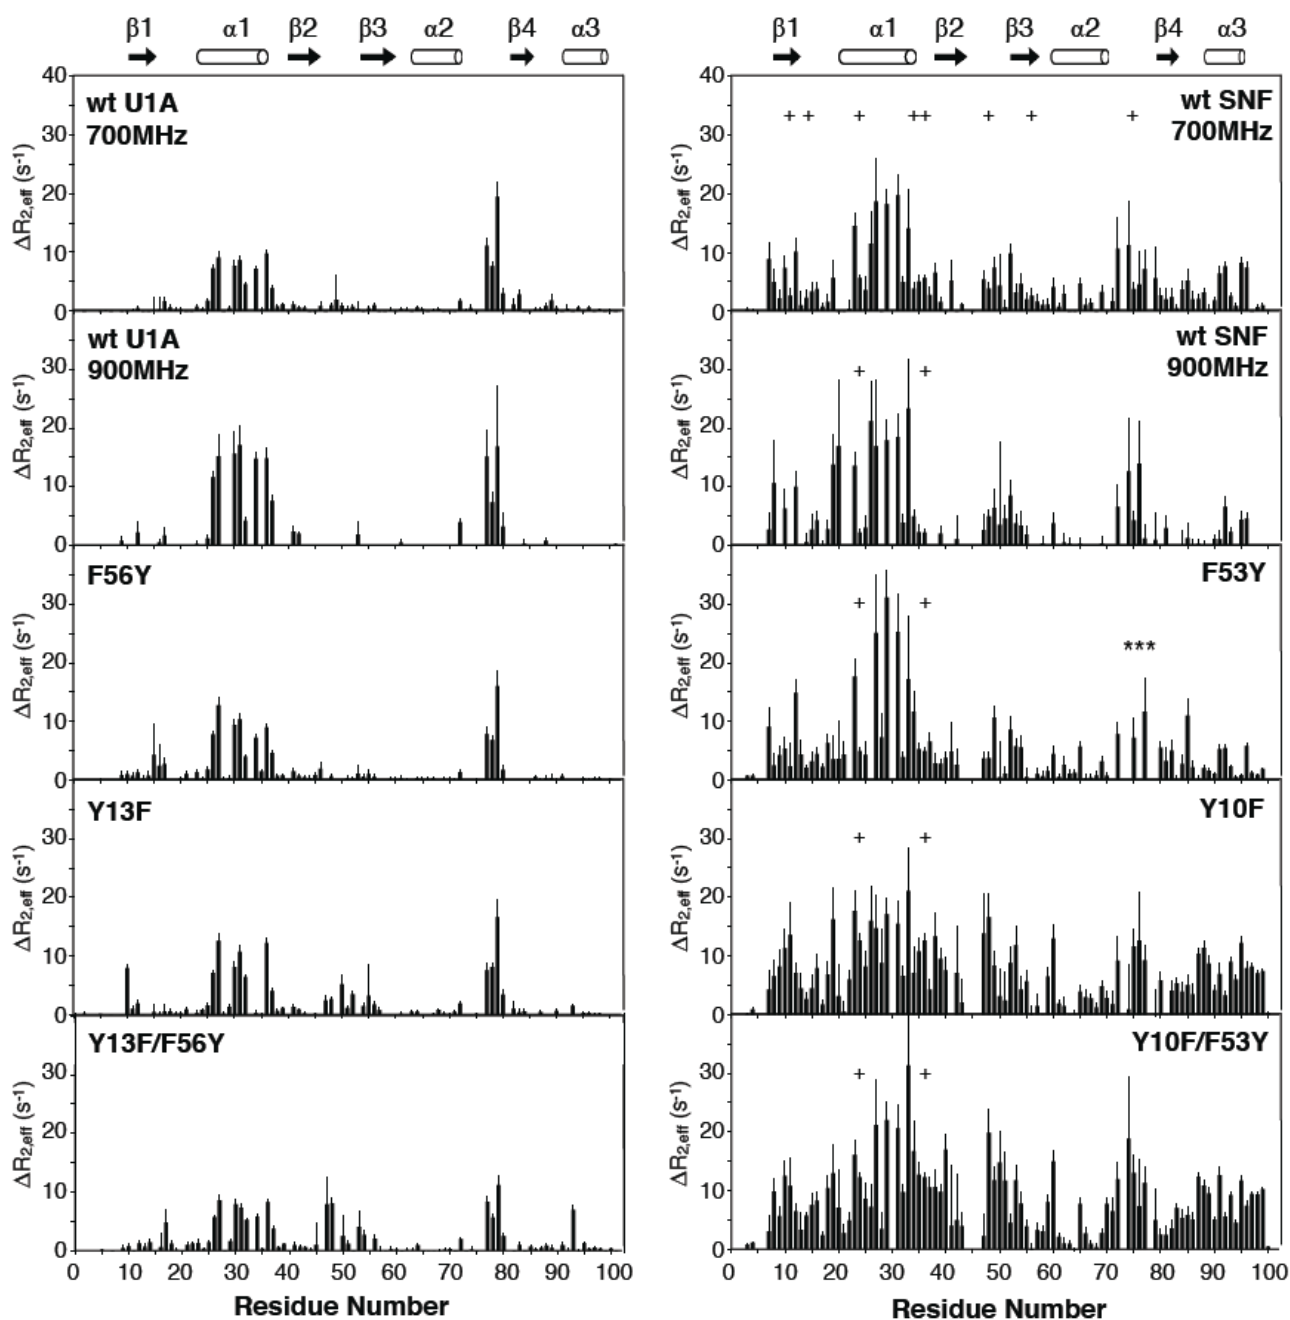 β1 α1 β2 β3 α2 β4 α3
β1 α1 β2 β3 α2 β4 α3
wt U1A
700MHz
ΔR2,eff (s-1)
40
30
20
10
0
wt SNF
700MHz
+ + + ++ + + +
ΔR2,eff (s-1)
40
30
20
10
0
wt U1A
900MHz
ΔR2,eff (s-1)
30
20
10
0
wt SNF
900MHz
+ +
ΔR2,eff (s-1)
30
20
10
0
F56Y
ΔR2,eff (s-1)
30
20
10
0
F53Y
+ +
***
ΔR2,eff (s-1)
30
20
10
0
Y13F
ΔR2,eff (s-1)
30
20
10
0
Y10F
+ +
ΔR2,eff (s-1)
30
20
10
0
Y13F/F56Y
ΔR2,eff (s-1)
30
20
10
0
Y10F/F53Y
+ +
ΔR2,eff (s-1)
30
20
10
0
0 10 20 30 40 50 60 70 80 90 100
Residue Number
0 10 20 30 40 50 60 70 80 90 100
Residue Number